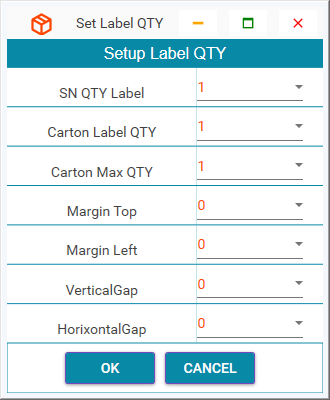 Set Label QTY
Setup Label QTY
SN QTY Label 1
Carton Label QTY 1
Carton Max QTY 1
Margin Top 0
Margin Left 0
VerticalGap 0
HorixontalGap 0
OK CANCEL